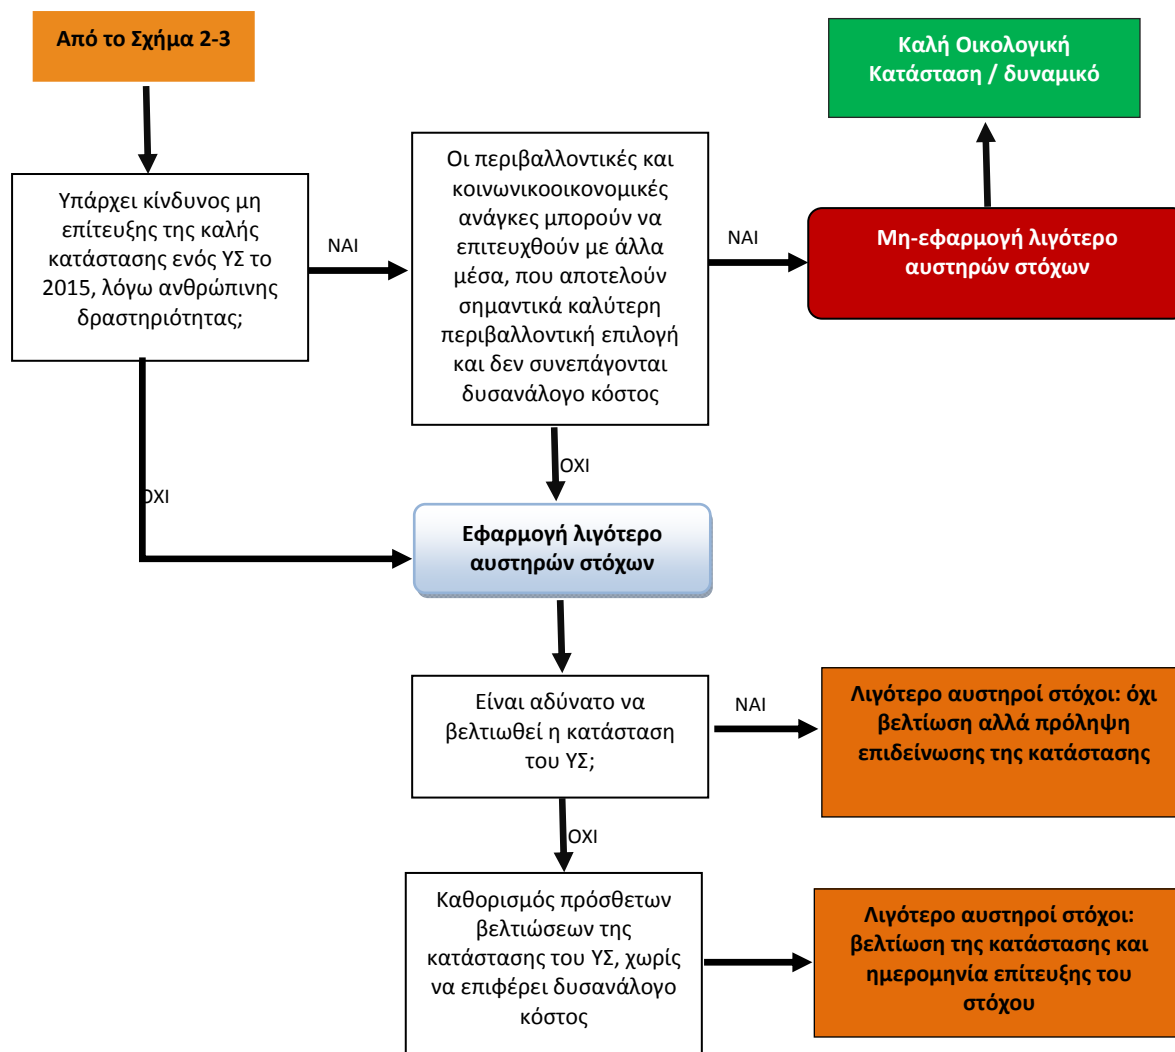 Από το Σχήμα 2-3
Καλή Οικολογική
Κατάσταση / δυναμικό
Υπάρχει κίνδυνος μη
επίτευξης της καλής
κατάστασης ενός ΥΣ το
2015, λόγω ανθρώπινης
δραστηριότητας;
ΝΑΙ
Οι περιβαλλοντικές και
κοινωνικοοικονομικές
ανάγκες μπορούν να
επιτευχθούν με άλλα
μέσα, που αποτελούν
σημαντικά καλύτερη
περιβαλλοντική επιλογή
και δεν συνεπάγονται
δυσανάλογο κόστος
ΝΑΙ
Μη-εφαρμογή λιγότερο
αυστηρών στόχων
ΟΧΙ
ΟΧΙ
Εφαρμογή λιγότερο
αυστηρών στόχων
Είναι αδύνατο να
βελτιωθεί η κατάσταση
του ΥΣ;
ΝΑΙ
Λιγότερο αυστηροί στόχοι: όχι
βελτίωση αλλά πρόληψη
επιδείνωσης της κατάστασης
ΟΧΙ
Καθορισμός πρόσθετων
βελτιώσεων της
κατάστασης του ΥΣ, χωρίς
να επιφέρει δυσανάλογο
κόστος
Λιγότερο αυστηροί στόχοι:
βελτίωση της κατάστασης και
ημερομηνία επίτευξης του
στόχου